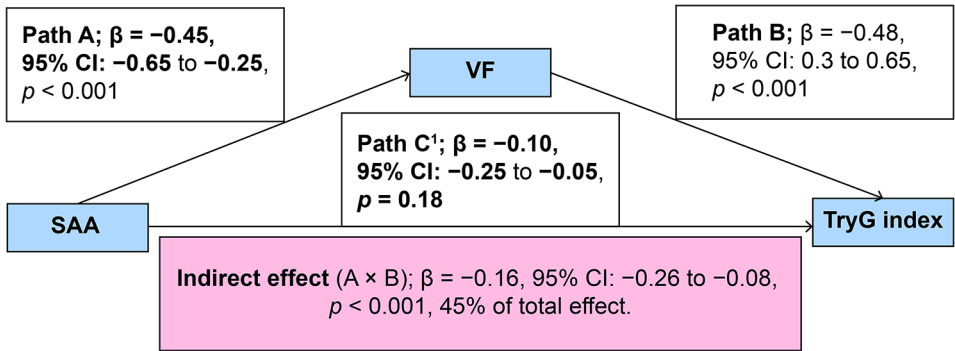 Path A; β = −0.45,
95% CI: −0.65 to −0.25,
p < 0.001
VF
Path B; β = −0.48,
95% CI: 0.3 to 0.65,
p < 0.001
Path C¹; β = −0.10,
95% CI: −0.25 to −0.05,
p = 0.18
SAA
TryG index
Indirect effect (A × B); β = −0.16, 95% CI: −0.26 to −0.08,
p < 0.001, 45% of total effect.